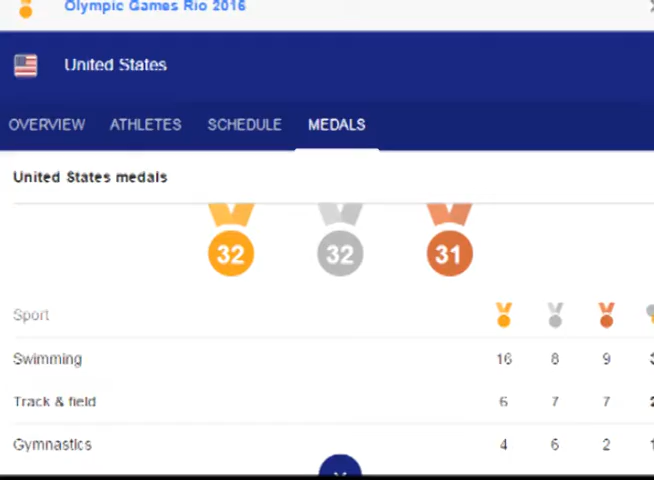 Olympic Games Rio 2016
United States
OVERVIEW ATHLETES SCHEDULE MEDALS
United States medals
32 32 31
Sport
Swimming 16 8 9
Track & field 6 7 7
Gymnastics 4 6 2